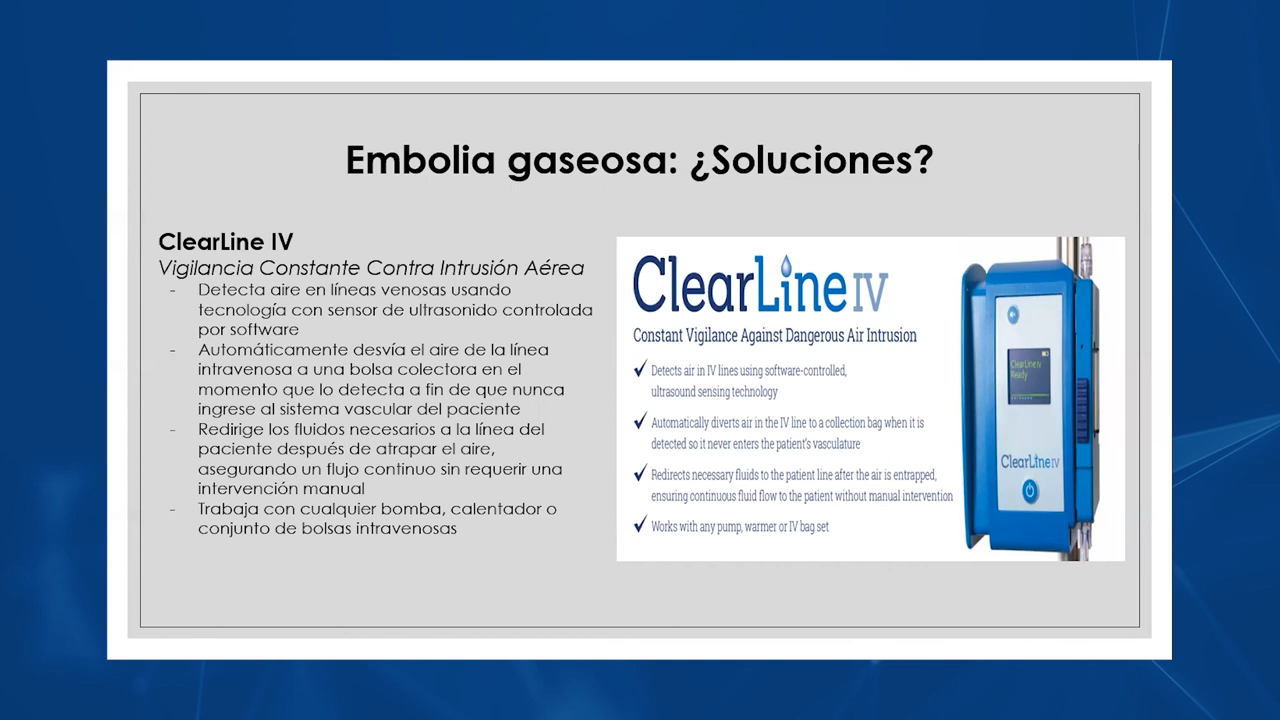 Embolia gaseosa: ¿Soluciones?
ClearLine IV
Vigilancia Constante Contra Intrusión Aérea
- Detecta aire en líneas venosas usando
tecnología con sensor de ultrasonido controlada
por software
- Automáticamente desvía el aire de la línea
intravenosa a una bolsa colectora en el
momento que lo detecta a fin de que nunca
ingrese al sistema vascular del paciente
- Redirige los fluidos necesarios a la línea del
paciente después de atrapar el aire,
asegurando un flujo continuo sin requerir una
intervención manual
- Trabaja con cualquier bomba, calentador o
conjunto de bolsas intravenosas
ClearLine IV
Constant Vigilance Against Dangerous Air Intrusion
✓ Detects air in IV lines using software-controlled,
ultrasound sensing technology
✓ Automatically diverts air in the IV line to a collection bag when it is
detected so it never enters the patient's vasculature
✓ Redirects necessary fluids to the patient line after the air is entrapped,
ensuring continuous fluid flow to the patient without manual intervention
✓ Works with any pump, warmer or IV bag set
ClearLine IV
Ready
ClearLine IV